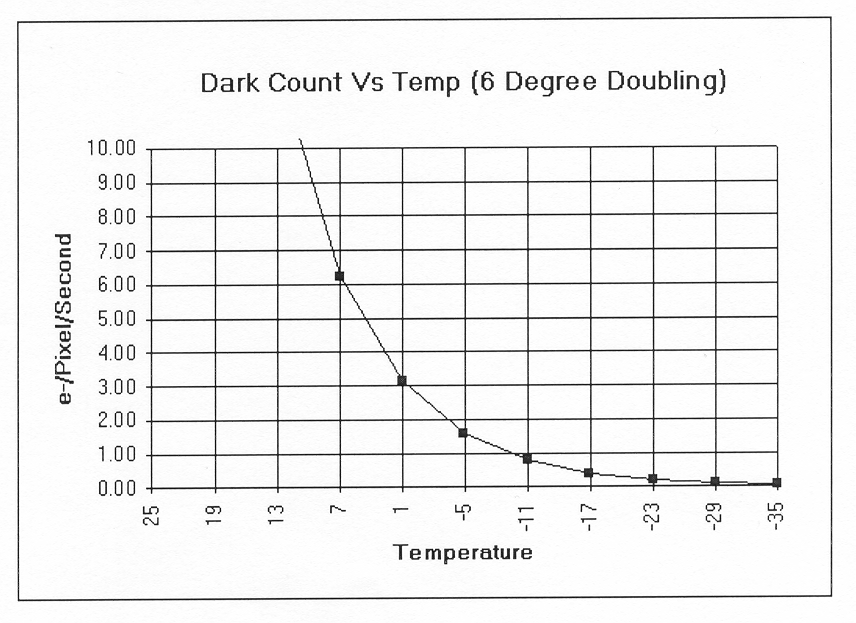 Dark Count Vs Temp (6 Degree Doubling)
e-/Pixel/Second
10.00
9.00
8.00
7.00
6.00
5.00
4.00
3.00
2.00
1.00
0.00
25 19 13 7 1 -5 -11 -17 -23 -29 -35
Temperature